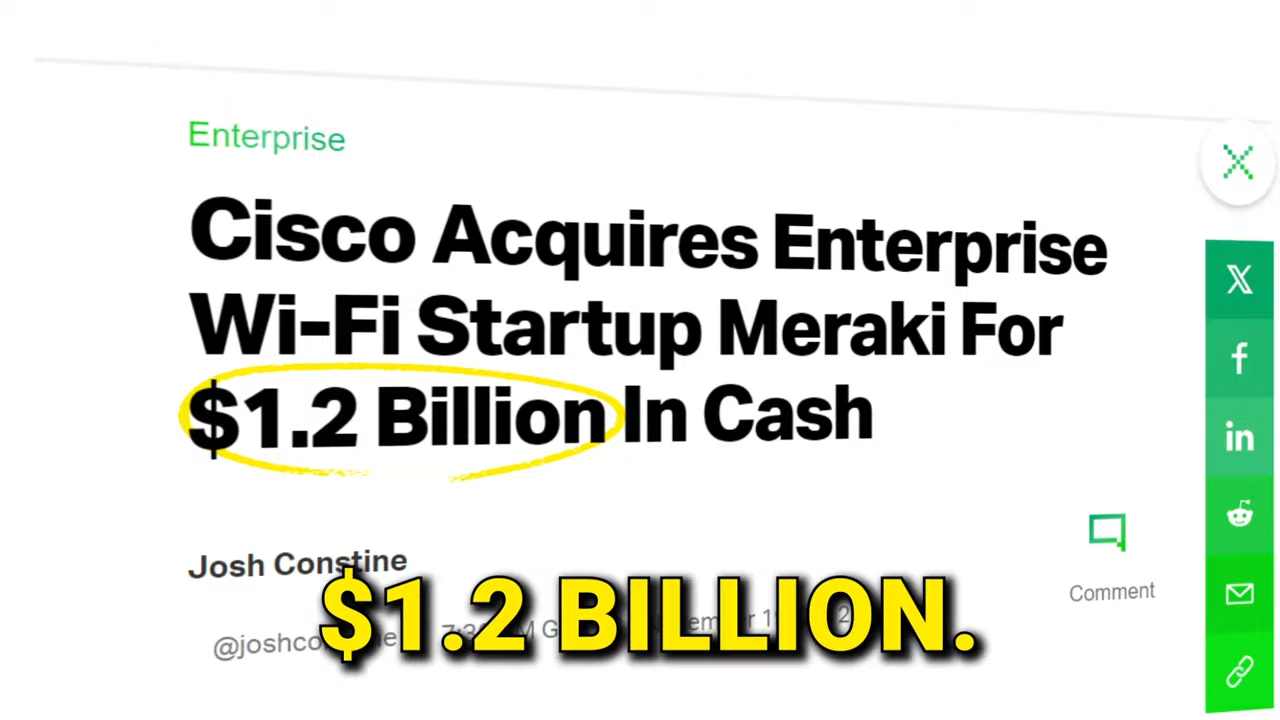 Enterprise
Cisco Acquires Enterprise
Wi-Fi Startup Meraki For
$1.2 Billion In Cash
Josh Constine
Comment
$1.2 BILLION.
X
f
in